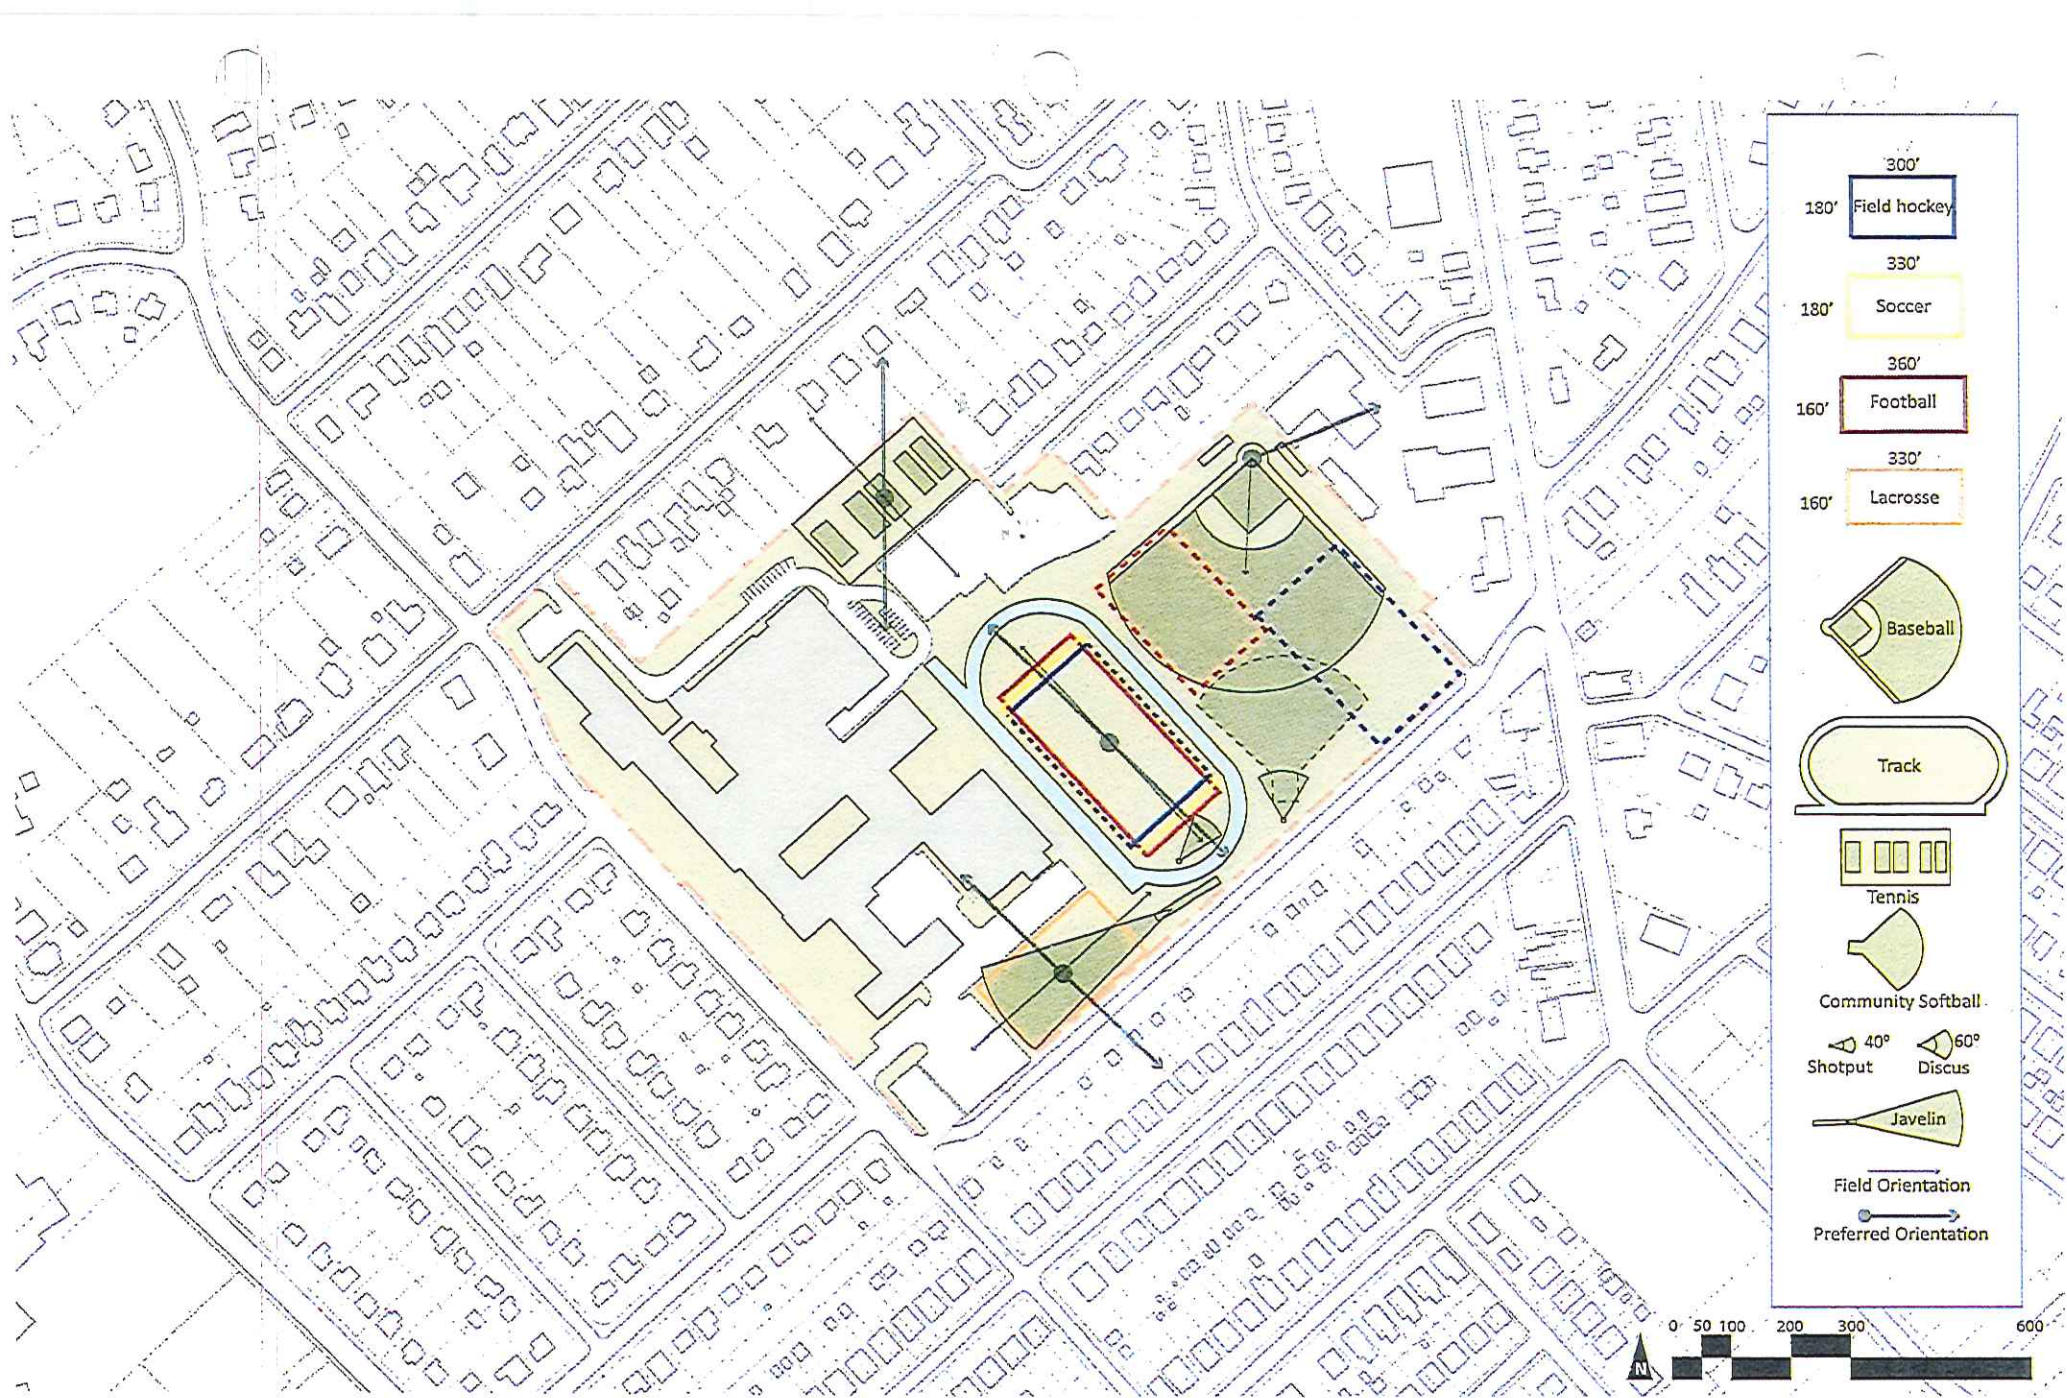 300'
180' Field hockey
330'
180' Soccer
360'
160' Football
330'
160' Lacrosse
Baseball
Track
Tennis
Community Softball
40° 60°
Shotput Discus
Javelin
Field Orientation
Preferred Orientation
0 50 100 200 300 600
N